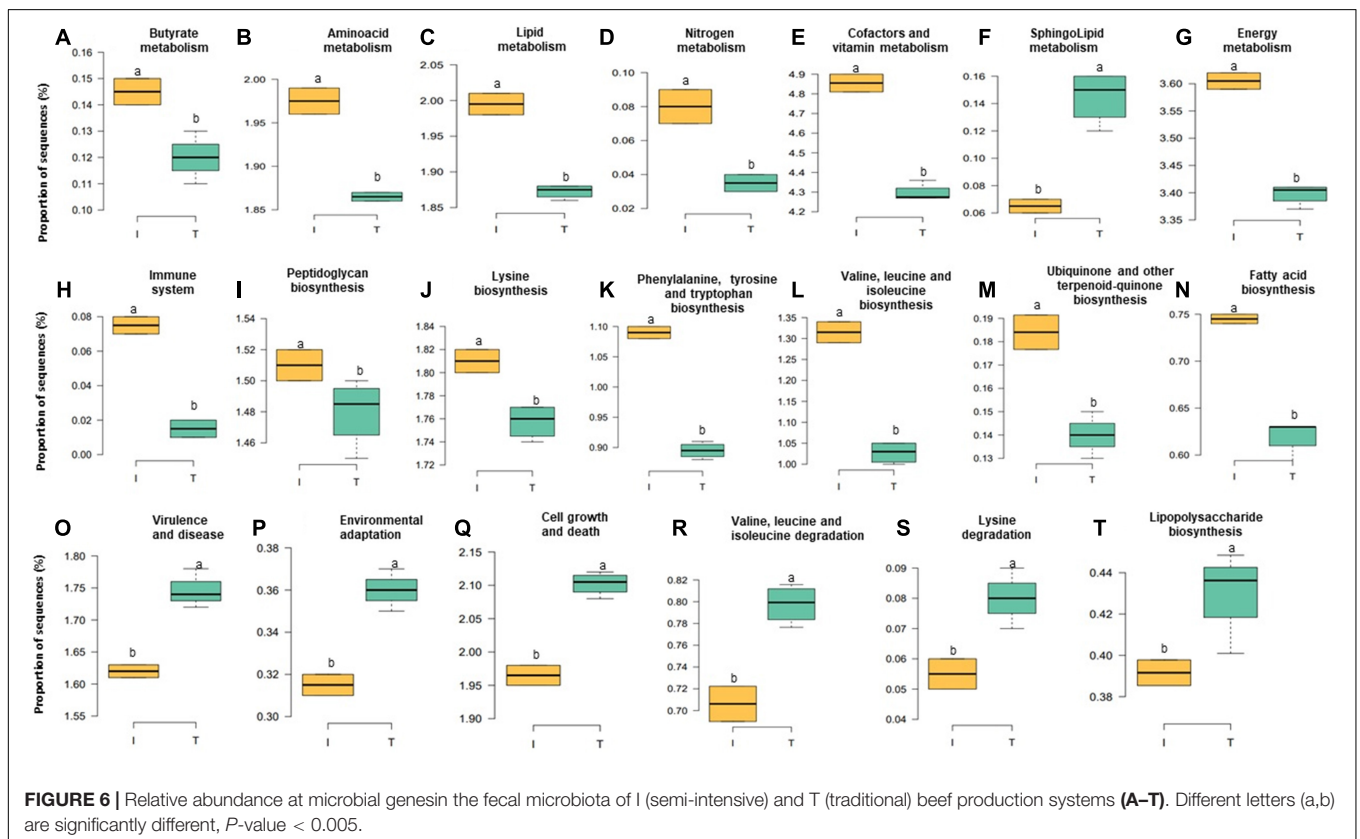 A Butyrate metabolism
B Aminoacid metabolism
C Lipid metabolism
D Nitrogen metabolism
E Cofactors and vitamin metabolism
F SphingoLipid metabolism
G Energy metabolism
Proportion of sequences (%)
0.16 0.15 0.14 0.13 0.12 0.11 0.10
a b
I T
2.00 1.95 1.90 1.85
a b
I T
2.05 2.00 1.95 1.90 1.85
a b
I T
0.10 0.08 0.06 0.04 0.02
a b
I T
4.9 4.8 4.7 4.6 4.5 4.4 4.3 4.2
a b
I T
0.16 0.14 0.12 0.10 0.08 0.06
b a
I T
3.60 3.55 3.50 3.45 3.40 3.35
a b
I T
H Immune system
I Peptidoglycan biosynthesis
J Lysine biosynthesis
K Phenylalanine, tyrosine and tryptophan biosynthesis
L Valine, leucine and isoleucine biosynthesis
M Ubiquinone and other terpenoid-quinone biosynthesis
N Fatty acid biosynthesis
Proportion of sequences (%)
0.08 0.06 0.04 0.02 0.00
a b
I T
1.54 1.52 1.50 1.48 1.46
a b
I T
1.84 1.82 1.80 1.78 1.76 1.74 1.72
a b
I T
1.10 1.05 1.00 0.95 0.90
a b
I T
1.35 1.30 1.25 1.20 1.15 1.10 1.05 1.00
a b
I T
0.19 0.18 0.17 0.16 0.15 0.14 0.13
a b
I T
0.75 0.70 0.65 0.60
a b
I T
O Virulence and disease
P Environmental adaptation
Q Cell growth and death
R Valine, leucine and isoleucine degradation
S Lysine degradation
T Lipopolysaccharide biosynthesis
Proportion of sequences (%)
1.80 1.75 1.70 1.65 1.60 1.55
b a
I T
0.38 0.36 0.34 0.32 0.30
b a
I T
2.15 2.10 2.05 2.00 1.95 1.90
b a
I T
0.82 0.80 0.78 0.76 0.74 0.72 0.70
b a
I T
0.09 0.08 0.07 0.06 0.05 0.04
b a
I T
0.44 0.42 0.40 0.38
b a
I T
FIGURE 6 | Relative abundance at microbial genesin the fecal microbiota of I (semi-intensive) and T (traditional) beef production systems (A–T). Different letters (a,b)
are significantly different, P-value < 0.005.